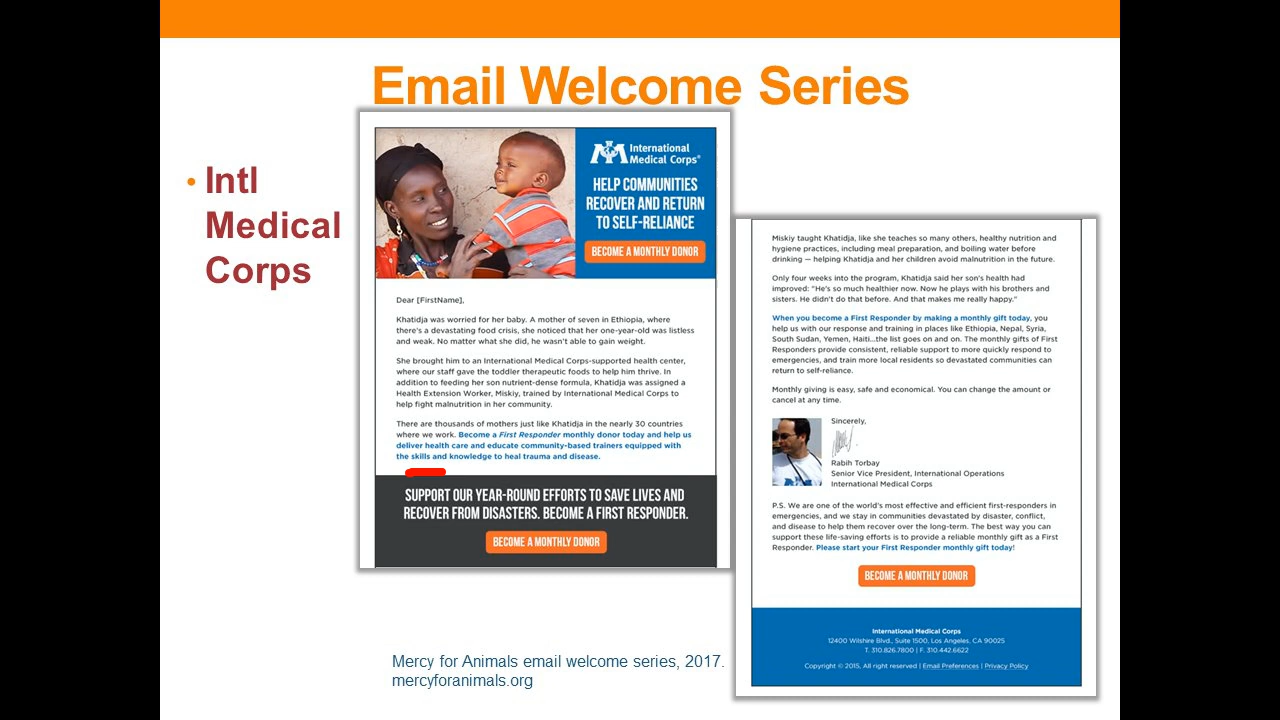 Email Welcome Series
• Intl
Medical
Corps
International
Medical Corps®
HELP COMMUNITIES
RECOVER AND RETURN
TO SELF-RELIANCE
BECOME A MONTHLY DONOR
Dear [FirstName],
Khatidja was worried for her baby. A mother of seven in Ethiopia, where
there's a devastating food crisis, she noticed that her one-year-old was listless
and weak. No matter what she did, he wasn't able to gain weight.
She brought him to an International Medical Corps-supported health center,
where our staff gave the toddler therapeutic foods to help him thrive. In
addition to feeding her son nutrient-dense formula, Khatidja was assigned a
Health Extension Worker, Miskiy, trained by International Medical Corps to
help fight malnutrition in her community.
There are thousands of mothers just like Khatidja in the nearly 30 countries
where we work. Become a First Responder monthly donor today and help us
deliver health care and educate community-based trainers equipped with
the skills and knowledge to heal trauma and disease.
SUPPORT OUR YEAR-ROUND EFFORTS TO SAVE LIVES AND
RECOVER FROM DISASTERS. BECOME A FIRST RESPONDER.
BECOME A MONTHLY DONOR
Miskiy taught Khatidja, like she teaches so many others, healthy nutrition and
hygiene practices, including meal preparation, and boiling water before
drinking — helping Khatidja and her children avoid malnutrition in the future.
Only four weeks into the program, Khatidja said her son's health had
improved: "He's so much healthier now. Now he plays with his brothers and
sisters. He didn't do that before. And that makes me really happy."
When you become a First Responder by making a monthly gift today, you
help us with our response and training in places like Ethiopia, Nepal, Syria,
South Sudan, Yemen, Haiti...the list goes on and on. The monthly gifts of First
Responders provide consistent, reliable support to more quickly respond to
emergencies, and train more local residents so devastated communities can
return to self-reliance.
Monthly giving is easy, safe and economical. You can change the amount or
cancel at any time.
Sincerely,
Rabih Torbay
Senior Vice President, International Operations
International Medical Corps
P.S. We are one of the world's most effective and efficient first-responders in
emergencies, and we stay in communities devastated by disaster, conflict,
and disease to help them recover over the long-term. The best way you can
support these life-saving efforts is to provide a reliable monthly gift as a First
Responder. Please start your First Responder monthly gift today!
BECOME A MONTHLY DONOR
International Medical Corps
12400 Wilshire Blvd., Suite 1500, Los Angeles, CA 90025
T. 310.826.7800 | F. 310.442.6622
Copyright © 2015, All right reserved | Email Preferences | Privacy Policy
Mercy for Animals email welcome series, 2017.
mercyforanimals.org